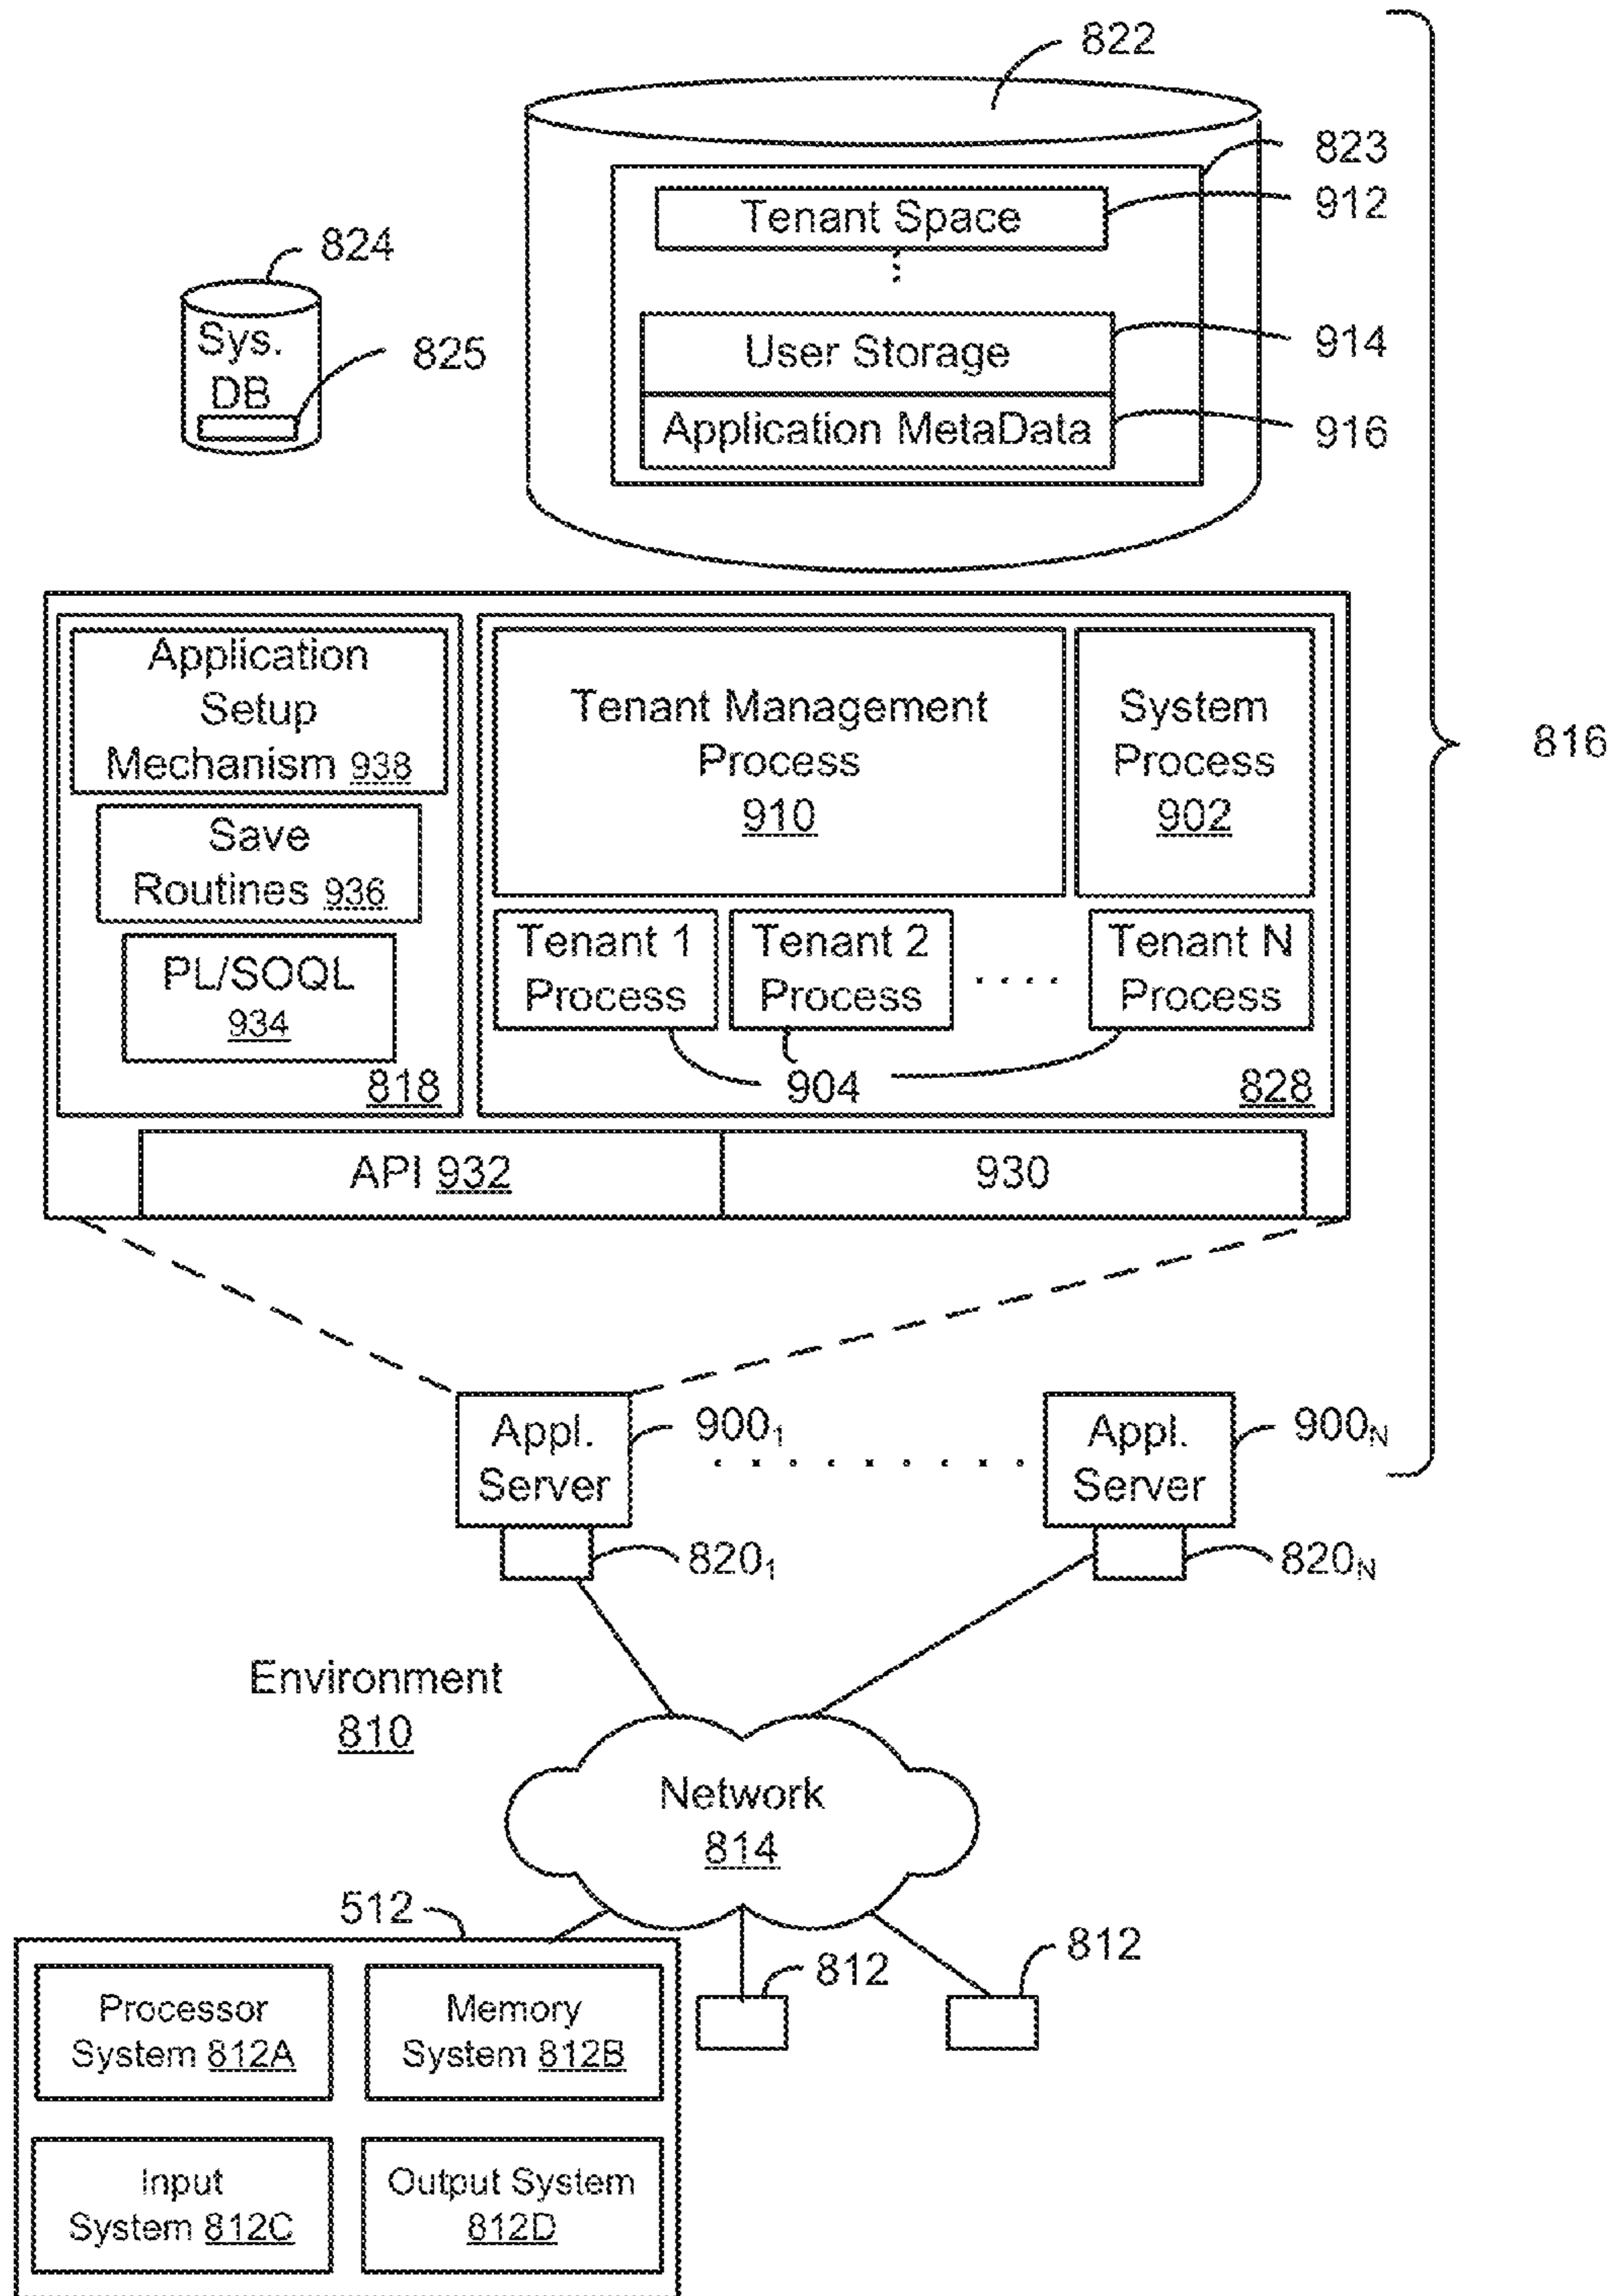 822
823
Tenant Space
912
824
Sys.
DB
825
User Storage
914
Application MetaData
916
816
Application
Setup
Mechanism 938
Save
Routines 936
PL/SOQL
934
818
Tenant Management
Process
910
System
Process
902
Tenant 1
Process
Tenant 2
Process
....
Tenant N
Process
904
828
API 932
930
Appl.
Server
900₁
Appl.
Server
900N
820₁
820N
Environment
810
Network
814
512
812
812
Processor
System 812A
Memory
System 812B
Input
System 812C
Output System
812D